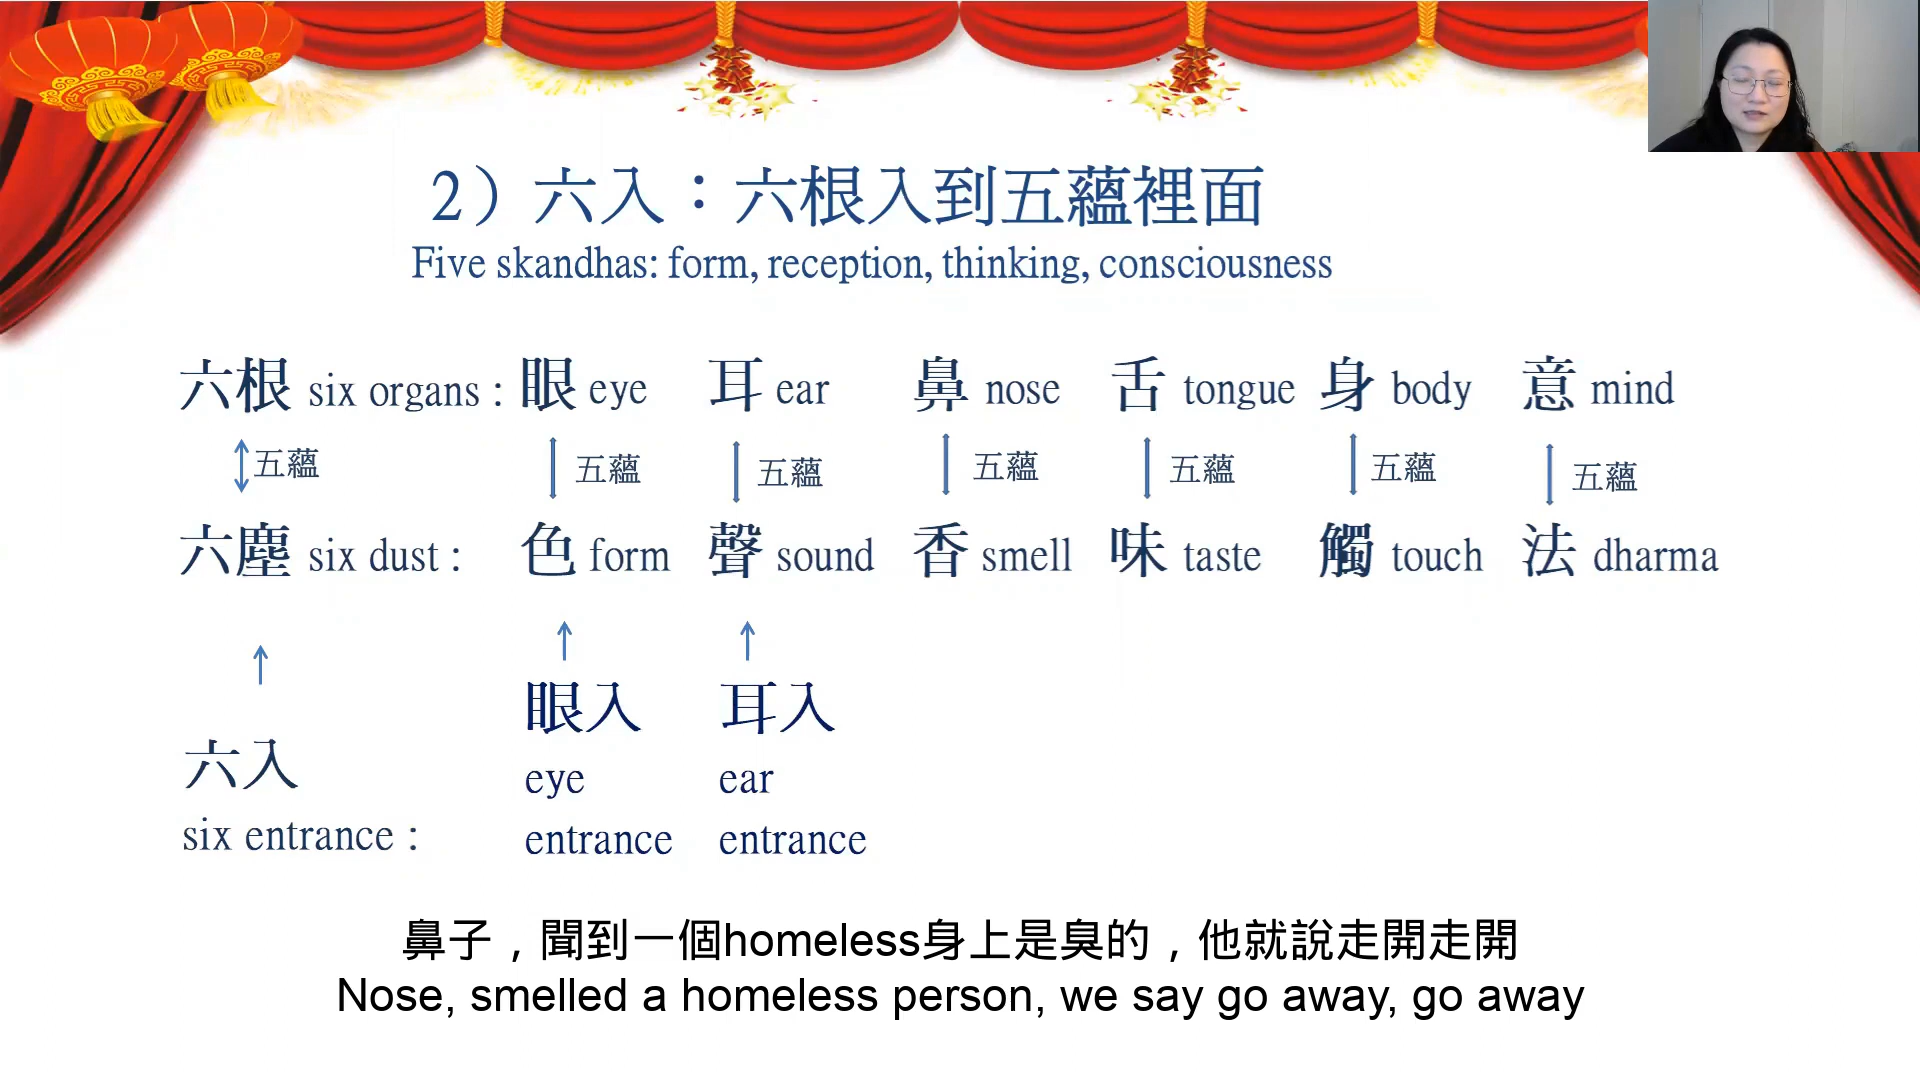 2）六入：六根入到五蘊裡面
Five skandhas: form, reception, thinking, consciousness
六根 six organs : 眼 eye 耳 ear 鼻 nose 舌 tongue 身 body 意 mind
五蘊 五蘊 五蘊 五蘊 五蘊 五蘊 五蘊
六塵 six dust : 色 form 聲 sound 香 smell 味 taste 觸 touch 法 dharma
眼入 耳入
六入
eye ear
six entrance : entrance entrance
鼻子，聞到一個homeless身上是臭的，他就說走開走開
Nose, smelled a homeless person, we say go away, go away